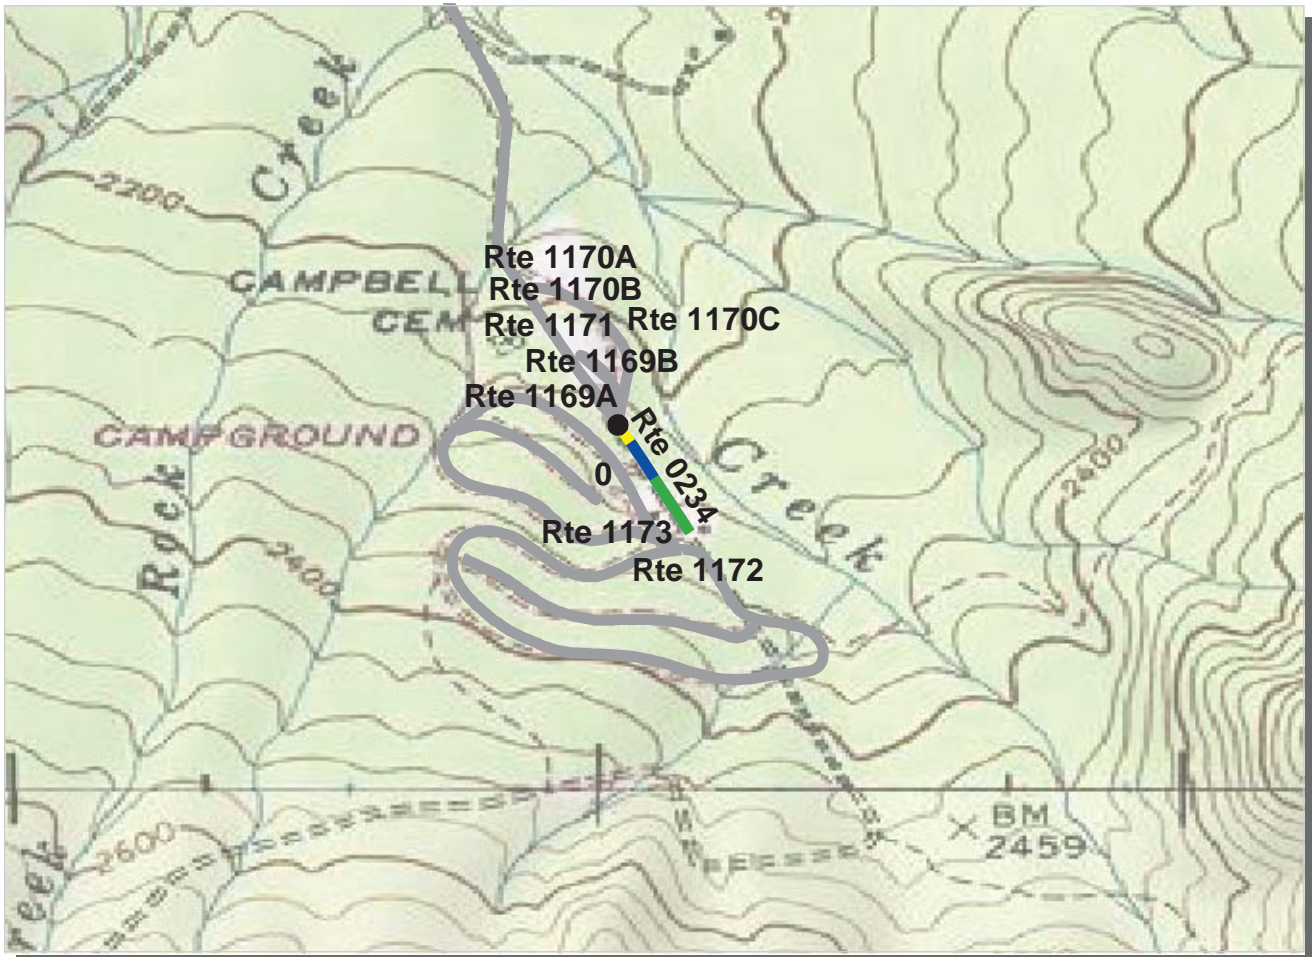 Creek
2200
Rte 1170A
CAMPBELL
Rte 1170B
CEM
Rte 1171
Rte 1170C
Rte 1169B
Rte 1169A
CAMPGROUND
Rte 0234
0
Creek
2400
Rock
Rte 1173
2400
Rte 1172
BM
2459
2600
reek